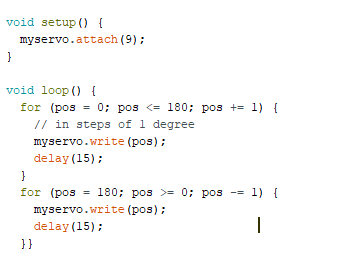 void setup() {
  myservo.attach(9);
}

void loop() {
  for (pos = 0; pos <= 180; pos += 1) {
    // in steps of 1 degree
    myservo.write(pos);
    delay(15);
  }
  for (pos = 180; pos >= 0; pos -= 1) {
    myservo.write(pos);
    delay(15);
  }}